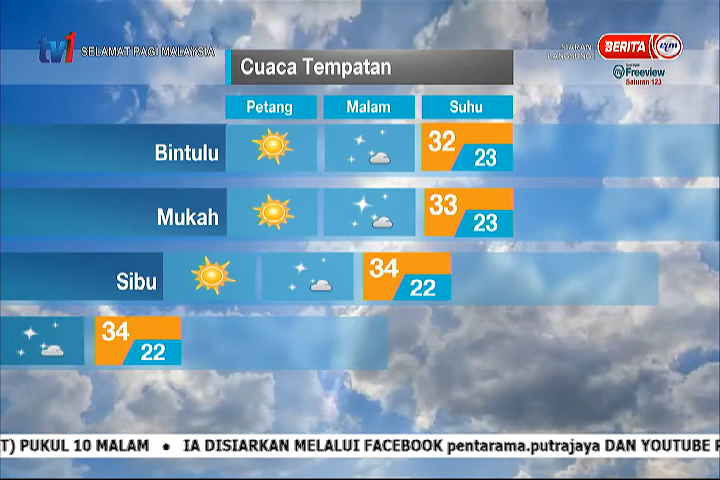 tv1 SELAMAT PAGI MALAYSIA
SIARAN LANGSUNG
BERITA rtm
myFreeview
Saluran 123
Cuaca Tempatan
Petang Malam Suhu
Bintulu 32 23
Mukah 33 23
Sibu 34 22
34 22
T) PUKUL 10 MALAM • IA DISIARKAN MELALUI FACEBOOK pentarama.putrajaya DAN YOUTUBE